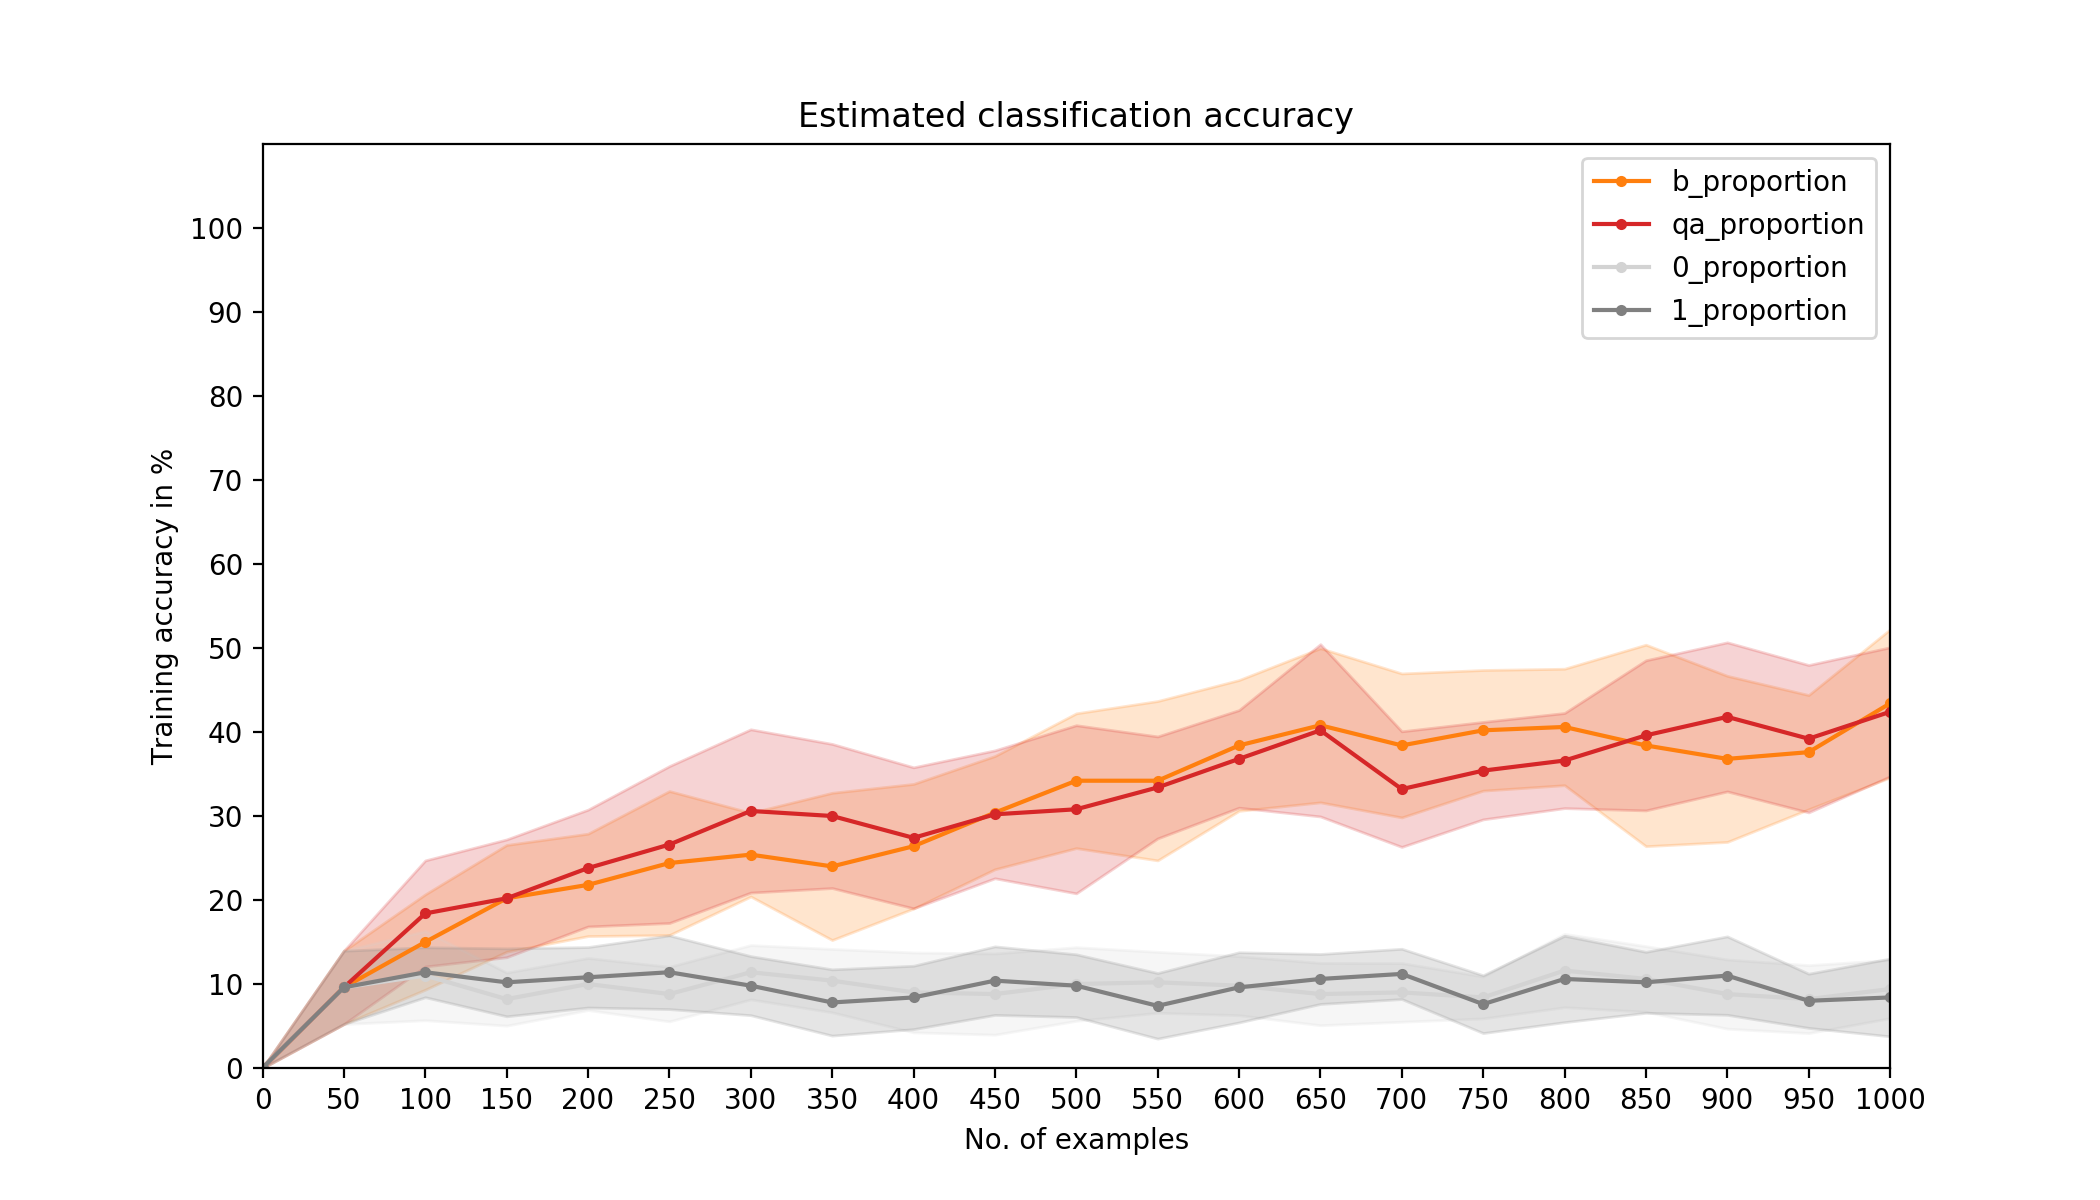 Estimated classification accuracy
b_proportion
qa_proportion
0_proportion
1_proportion
Training accuracy in %
100
90
80
70
60
50
40
30
20
10
0
0 50 100 150 200 250 300 350 400 450 500 550 600 650 700 750 800 850 900 950 1000
No. of examples